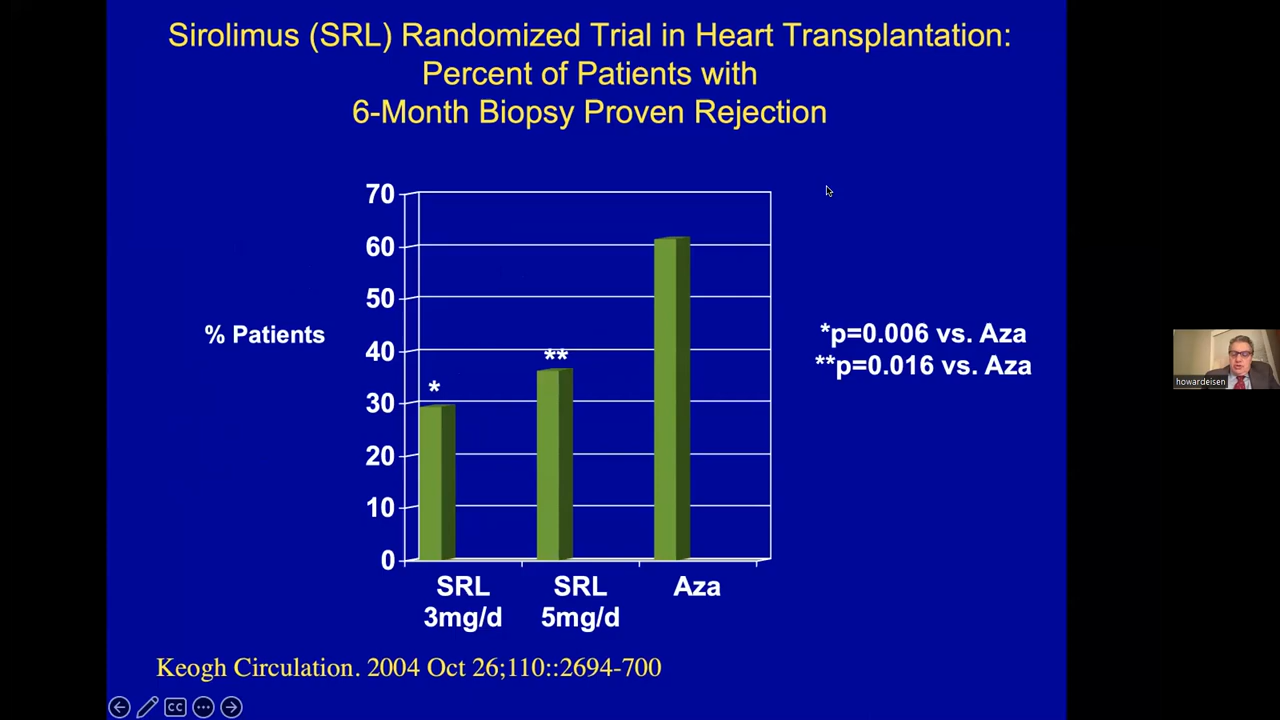 Sirolimus (SRL) Randomized Trial in Heart Transplantation:
Percent of Patients with
6-Month Biopsy Proven Rejection
70
60
50
40
30
20
10
0
% Patients
*
**
*p=0.006 vs. Aza
**p=0.016 vs. Aza
SRL
3mg/d
SRL
5mg/d
Aza
Keogh Circulation. 2004 Oct 26;110::2694-700
howardeisen
CC